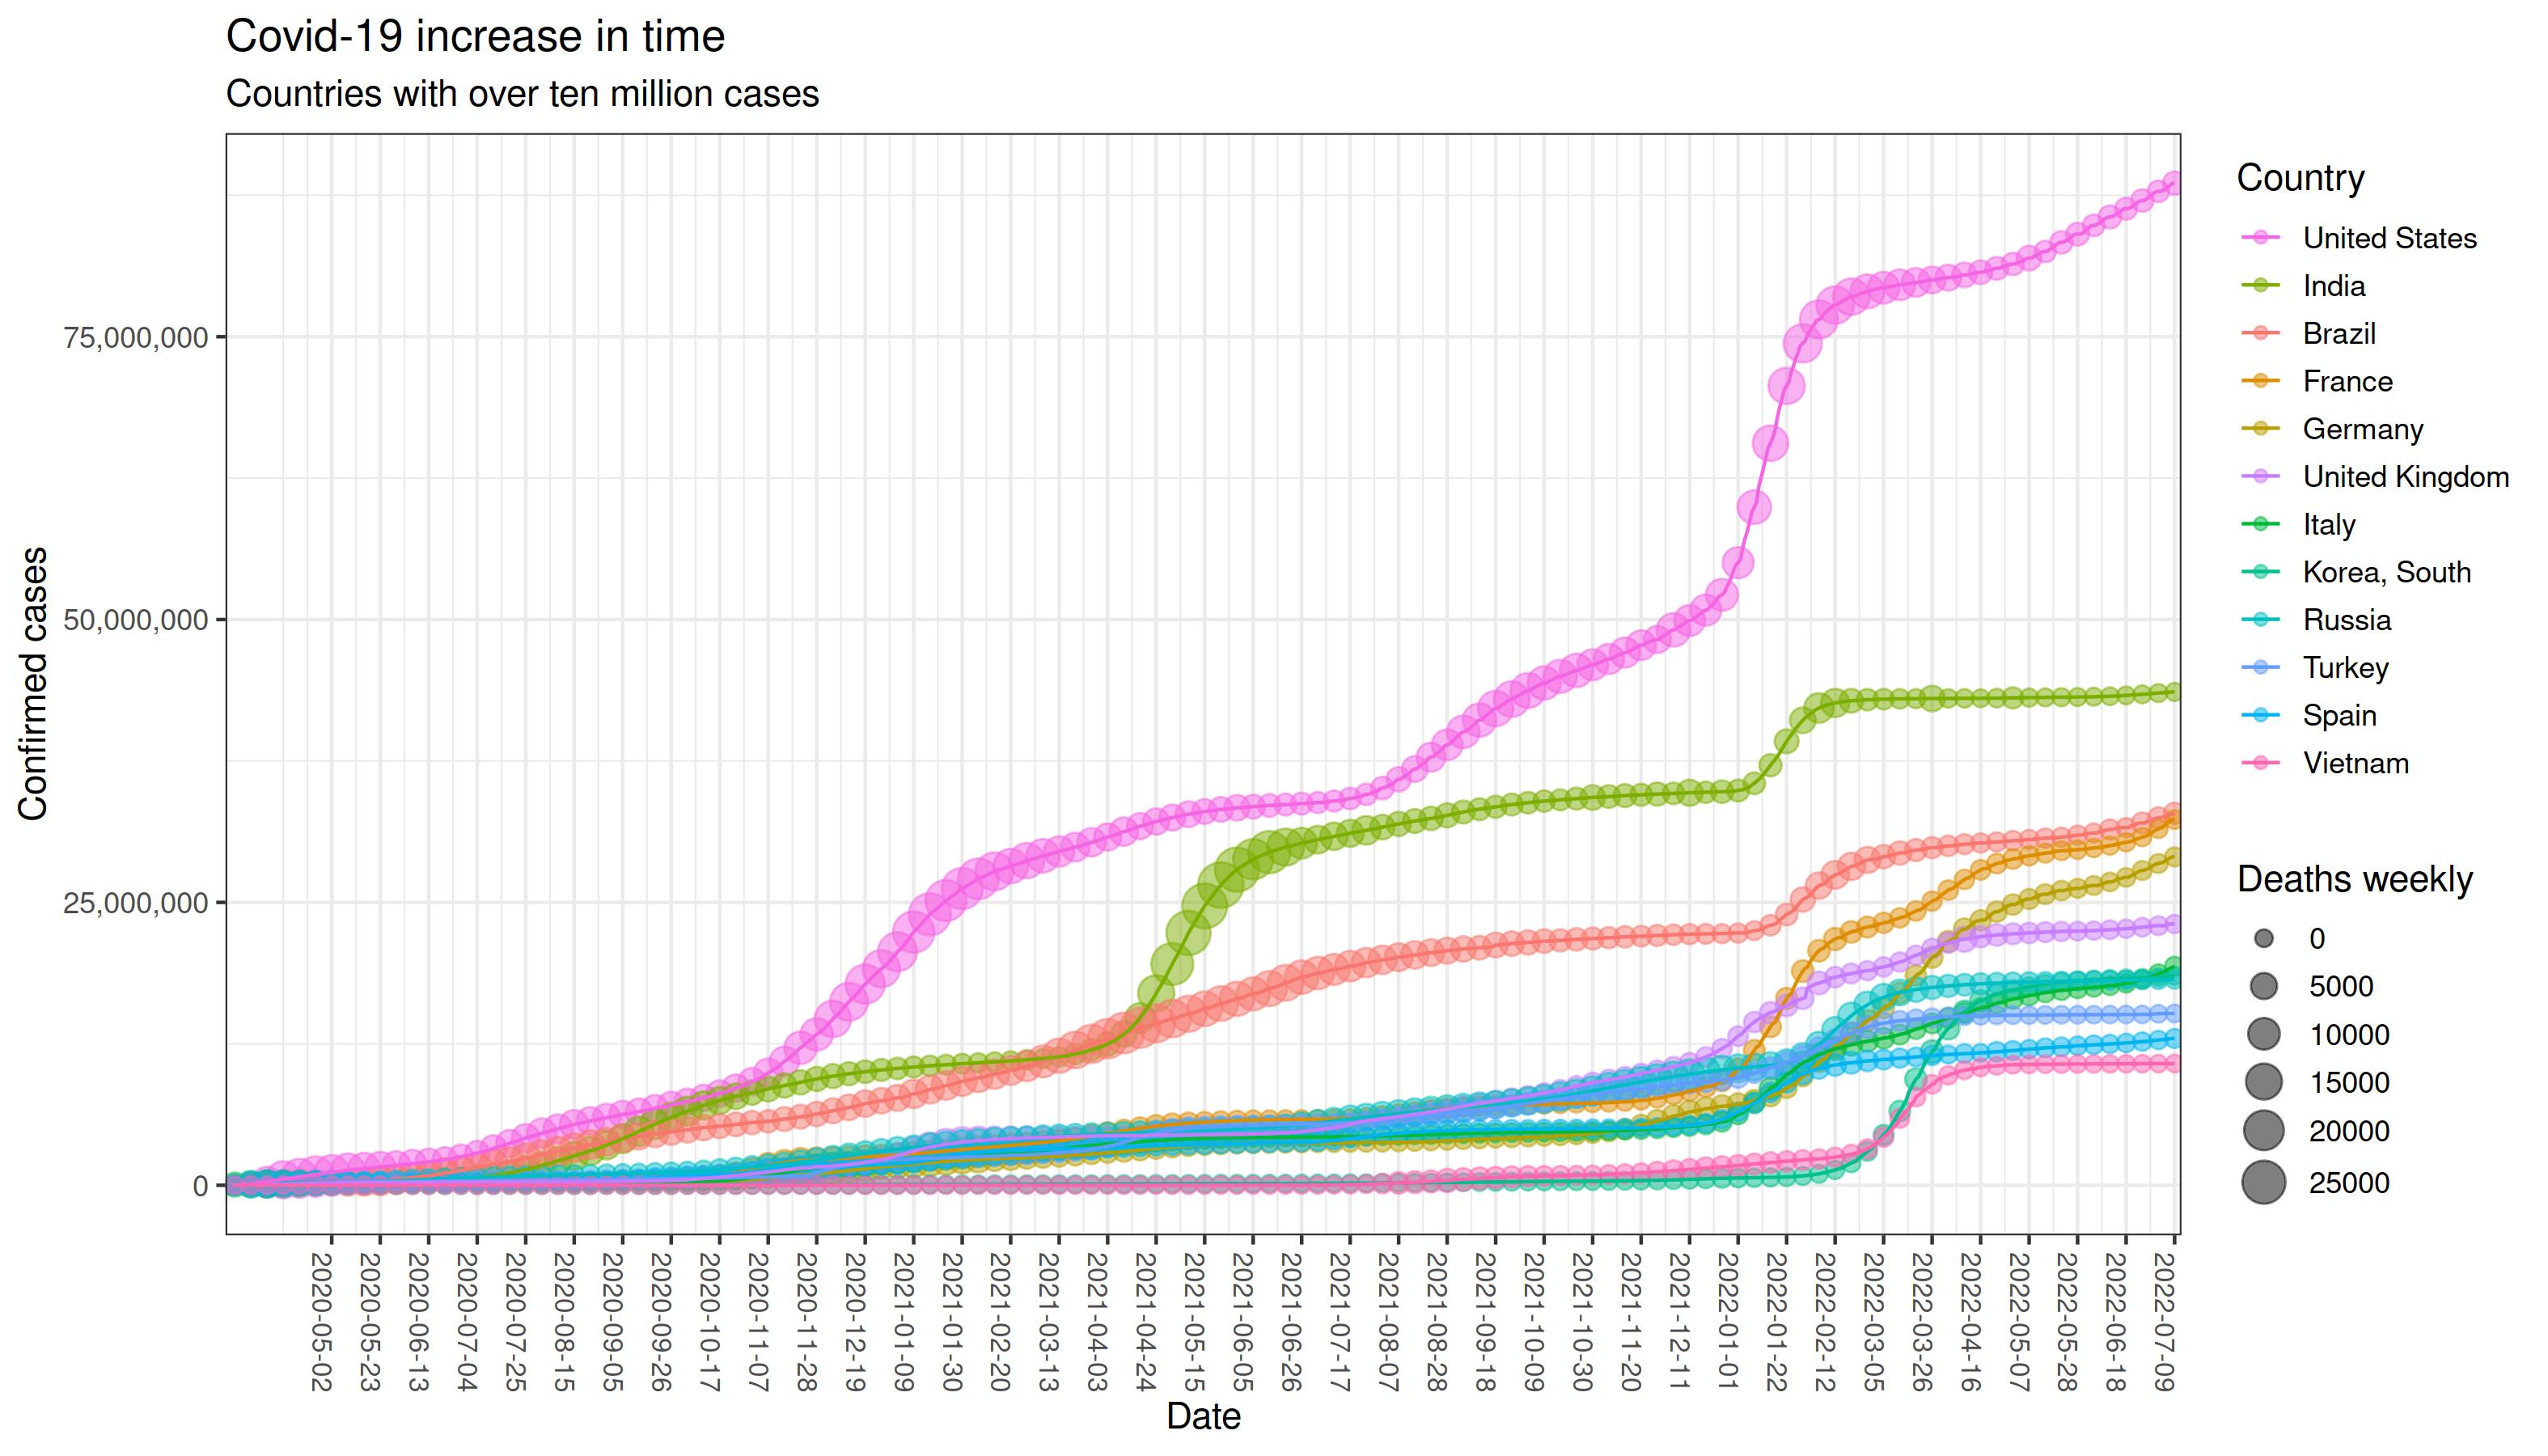 Covid-19 increase in time
Countries with over ten million cases
Confirmed cases
75,000,000
50,000,000
25,000,000
0
2020-05-02
2020-05-23
2020-06-13
2020-07-04
2020-07-25
2020-08-15
2020-09-05
2020-09-26
2020-10-17
2020-11-07
2020-11-28
2020-12-19
2021-01-09
2021-01-30
2021-02-20
2021-03-13
2021-04-03
2021-04-24
2021-05-15
2021-06-05
2021-06-26
2021-07-17
2021-08-07
2021-08-28
2021-09-18
2021-10-09
2021-10-30
2021-11-20
2021-12-11
2022-01-01
2022-01-22
2022-02-12
2022-03-05
2022-03-26
2022-04-16
2022-05-07
2022-05-28
2022-06-18
2022-07-09
Date
Country
United States
India
Brazil
France
Germany
United Kingdom
Italy
Korea, South
Russia
Turkey
Spain
Vietnam
Deaths weekly
0
5000
10000
15000
20000
25000